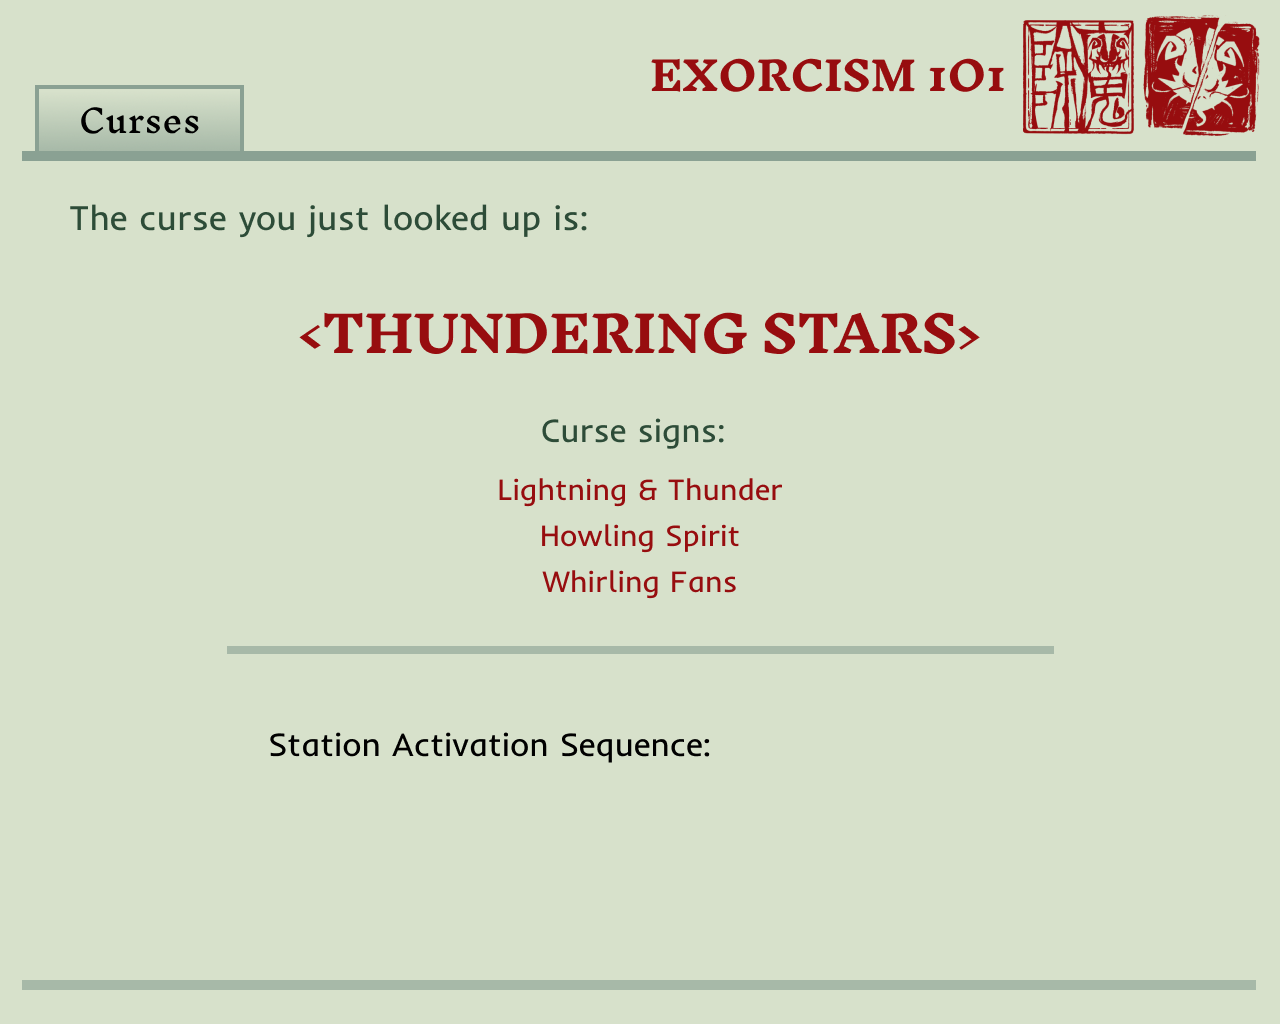 EXORCISM 101
Curses
The curse you just looked up is:
<THUNDERING STARS>
Curse signs:
Lightning & Thunder
Howling Spirit
Whirling Fans
Station Activation Sequence: